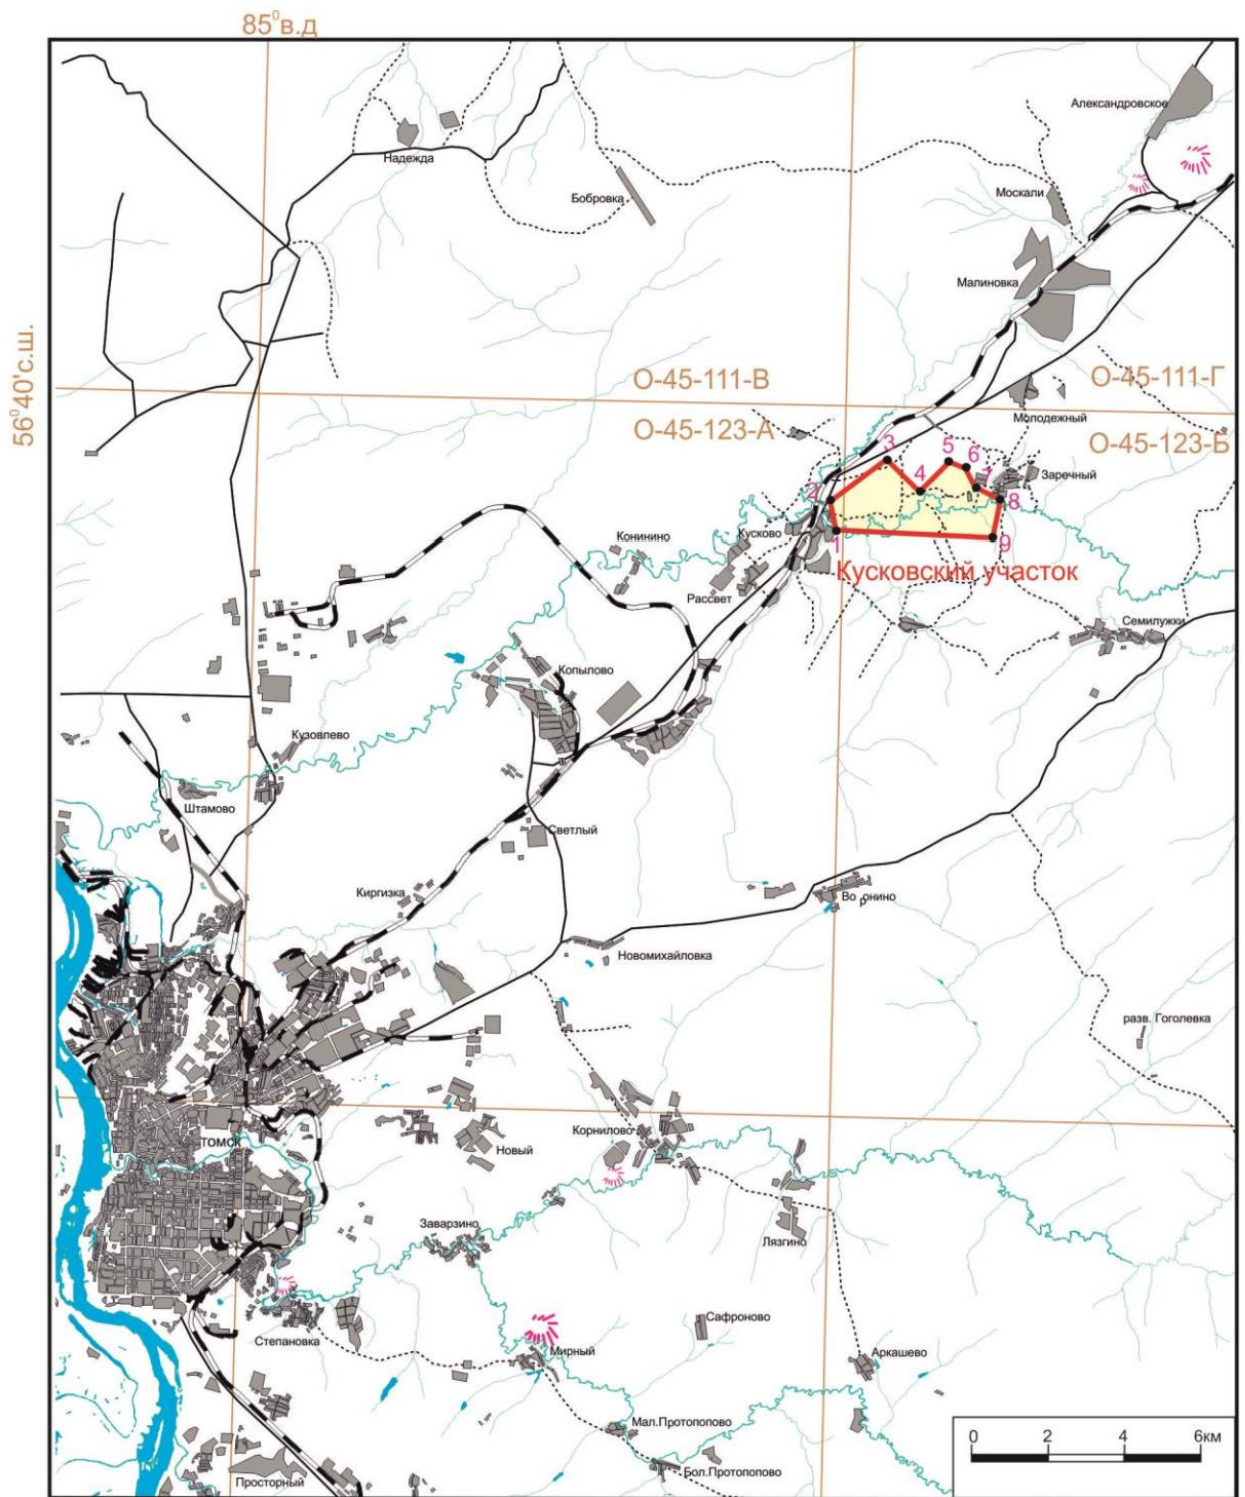 85⁰в.д
Александровское
Надежда
Бобровка
Москали
Малиновка
56⁰40'с.ш.
О-45-111-В
О-45-111-Г
Молодежный
О-45-123-А
О-45-123-Б
3
5
6
4
7
Заречный
2
8
Кусково
1
9
Конинино
Кусковский участок
Рассвет
Семилужки
Копылово
Кузовлево
Штамово
Светлый
Киргизка
Воронино
Новомихайловка
разв. Гоголевка
Корнилово
ТОМСК
Новый
Заварзино
Лязгино
Сафроново
Степановка
Мирный
Аркашево
Мал.Протопопово
0 2 4 6км
Бол.Протопопово
Просторный